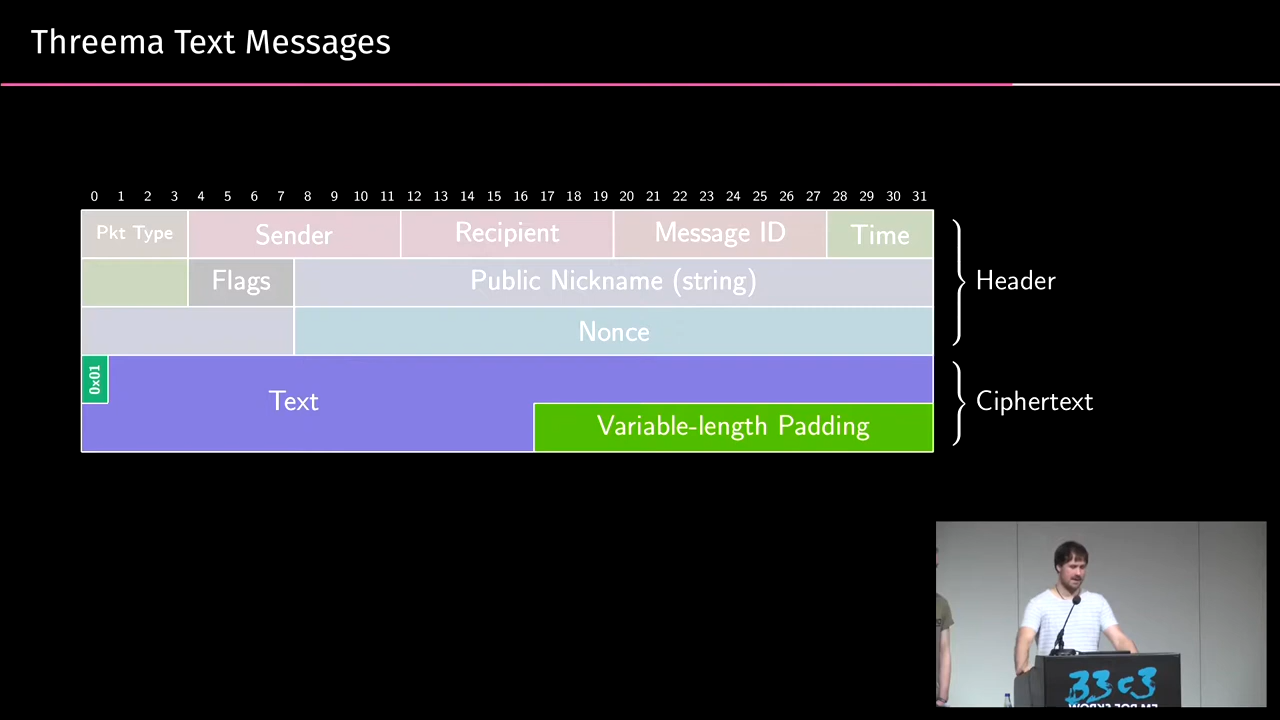 Threema Text Messages
0 1 2 3 4 5 6 7 8 9 10 11 12 13 14 15 16 17 18 19 20 21 22 23 24 25 26 27 28 29 30 31
Pkt Type Sender Recipient Message ID Time
Flags Public Nickname (string)
Header
Nonce
0x01
Text
Ciphertext
Variable-length Padding
33c3